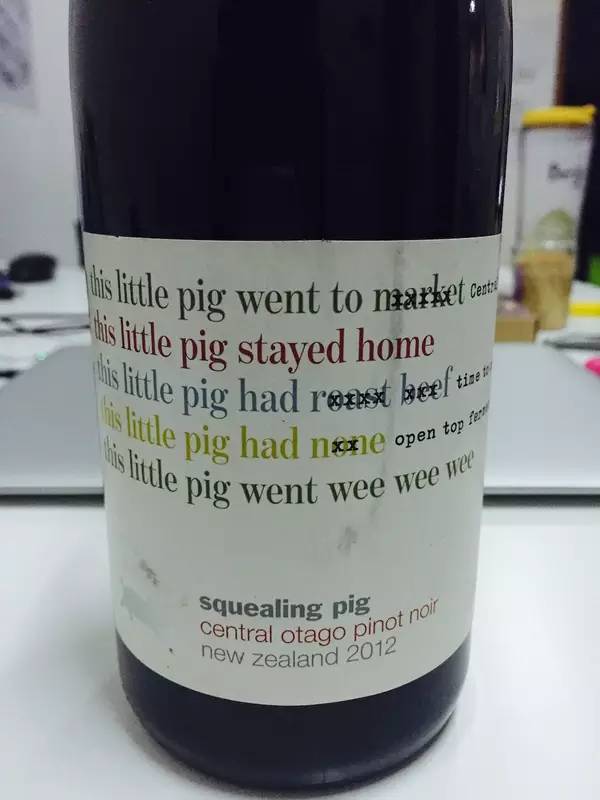 this little pig went to market
this little pig stayed home
this little pig had roast beef time to
this little pig had none open top
this little pig went wee wee wee
squealing pig
central otago pinot noir
new zealand 2012